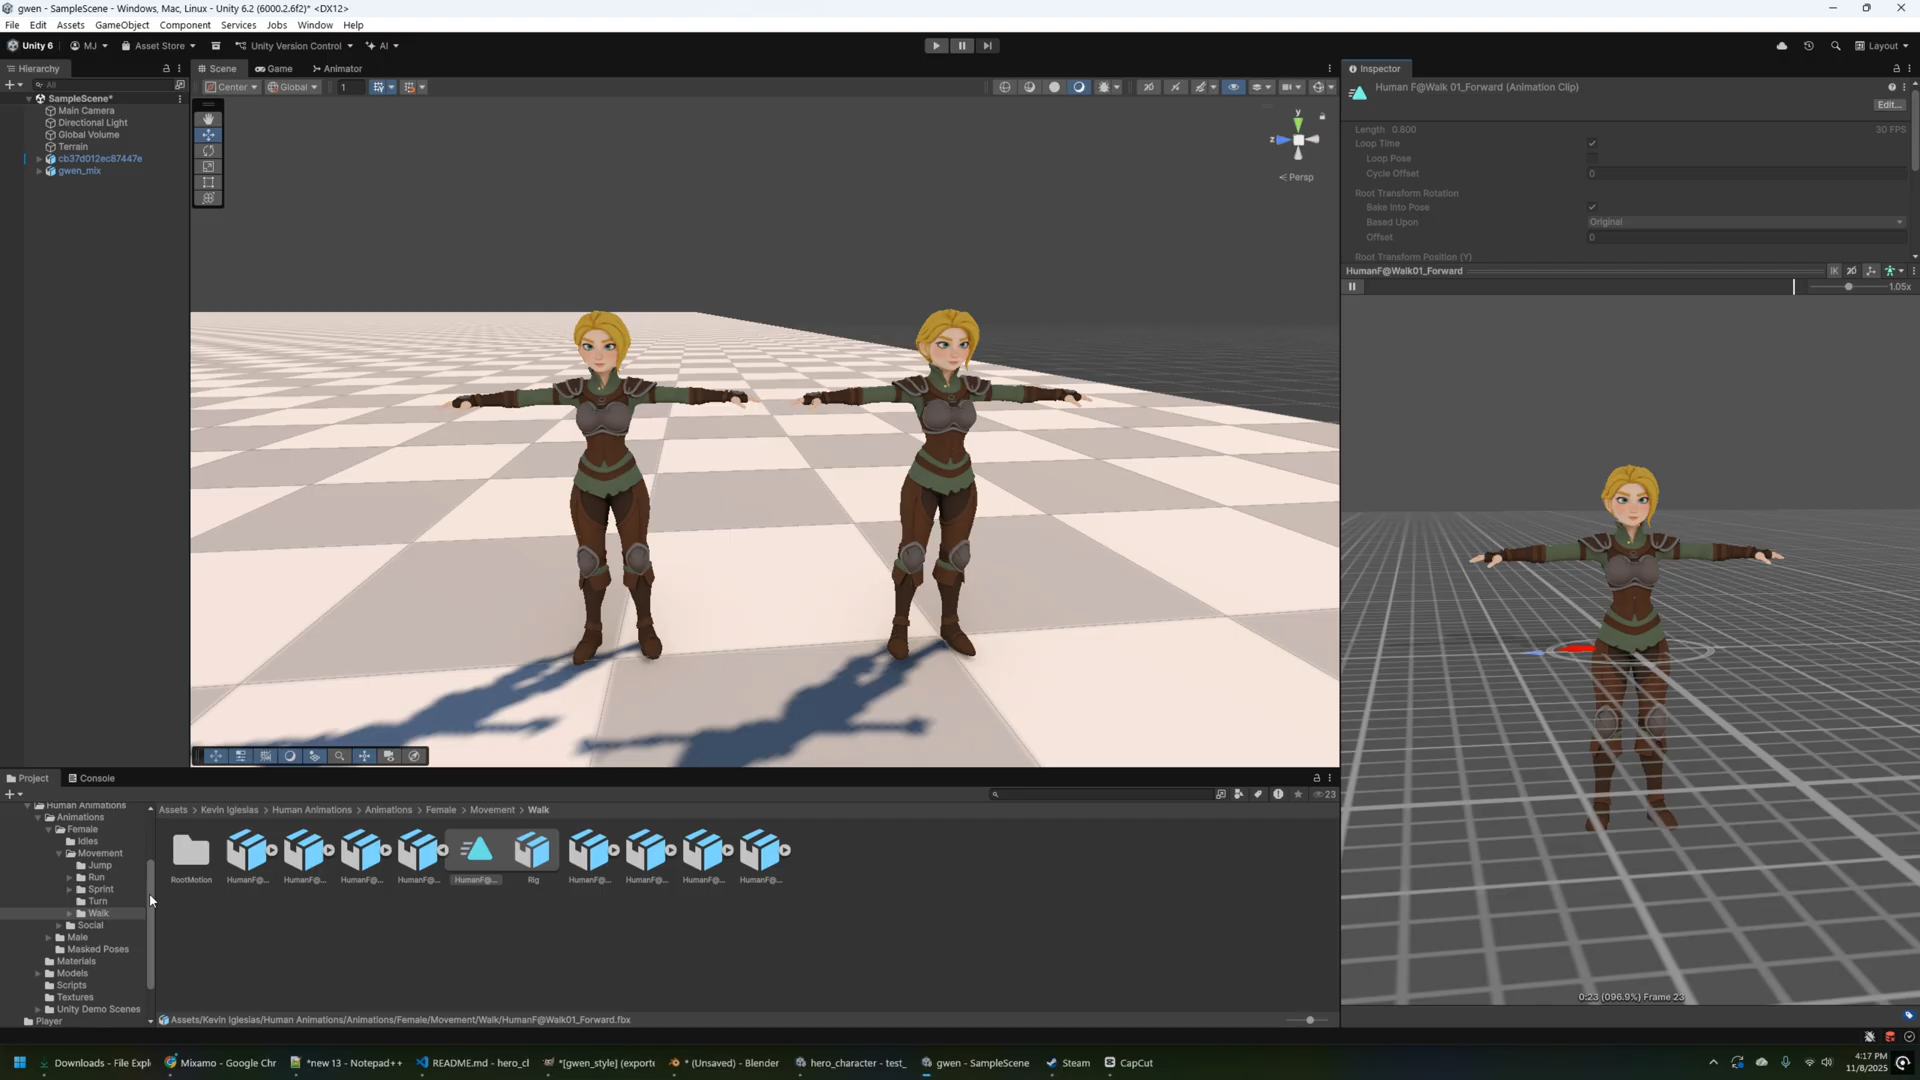 gwen - SampleScene - Windows, Mac, Linux - Unity 6.2 (6000.2.6f2)* <DX12>
File Edit Assets GameObject Component Services Jobs Window Help
Unity 6 MJ Asset Store Unity Version Control AI Layout
Hierarchy
All
SampleScene*
Main Camera
Directional Light
Global Volume
Terrain
cb37d012ec87447e
gwen_mix
Scene Game Animator
Center Global 1
y
z
Persp
Inspector
Human F@Walk 01_Forward (Animation Clip)
Edit...
Length 0.800 30 FPS
Loop Time
Loop Pose
Cycle Offset 0
Root Transform Rotation
Bake Into Pose
Based Upon Original
Offset 0
Root Transform Position (Y)
HumanF@Walk01_Forward IK
1.05x
0:23 (096.9%) Frame 23
Project Console
23
Human Animations
Animations
Female
Idles
Movement
Jump
Run
Sprint
Turn
Walk
Social
Male
Masked Poses
Materials
Models
Scripts
Textures
Unity Demo Scenes
Player
Assets > Kevin Iglesias > Human Animations > Animations > Female > Movement > Walk
RootMotion HumanF@... HumanF@... HumanF@... HumanF@... HumanF@... Rig HumanF@... HumanF@... HumanF@... HumanF@...
Assets/Kevin Iglesias/Human Animations/Animations/Female/Movement/Walk/HumanF@Walk01_Forward.fbx
Downloads - File Expl Mixamo - Google Chr *new 13 - Notepad++ README.md - hero_cl *[gwen_style] (exporte * (Unsaved) - Blender hero_character - test_ gwen - SampleScene Steam CapCut
4:17 PM
11/8/2025